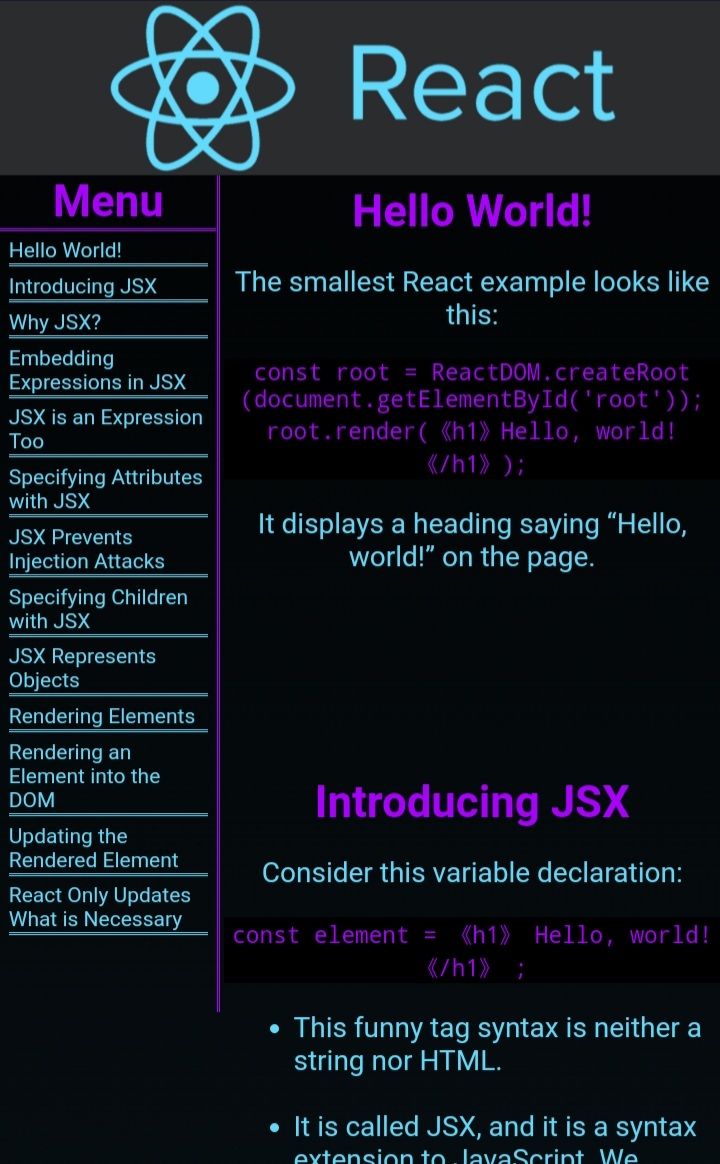 React
Menu
Hello World!
Introducing JSX
Why JSX?
Embedding
Expressions in JSX
JSX is an Expression
Too
Specifying Attributes
with JSX
JSX Prevents
Injection Attacks
Specifying Children
with JSX
JSX Represents
Objects
Rendering Elements
Rendering an
Element into the
DOM
Updating the
Rendered Element
React Only Updates
What is Necessary
Hello World!
The smallest React example looks like
this:
const root = ReactDOM.createRoot
(document.getElementById('root'));
root.render(《h1》Hello, world!
《/h1》);
It displays a heading saying “Hello,
world!” on the page.
Introducing JSX
Consider this variable declaration:
const element = 《h1》 Hello, world!
《/h1》 ;
• This funny tag syntax is neither a
string nor HTML.
• It is called JSX, and it is a syntax
extension to JavaScript. We